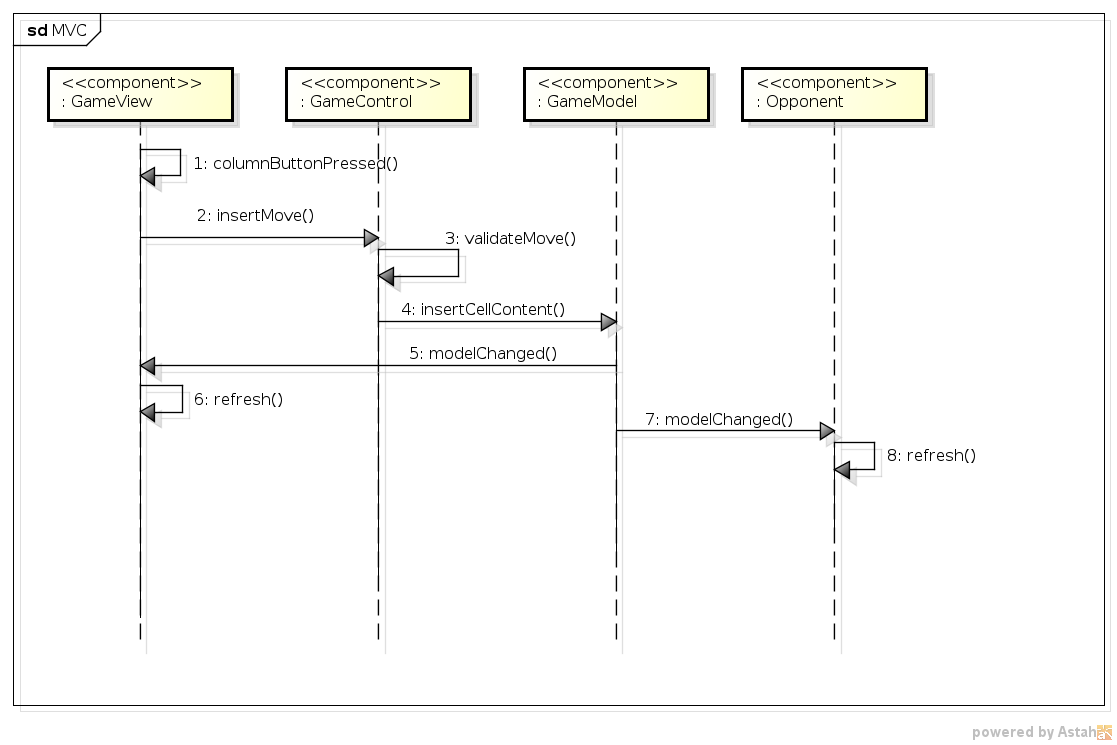 sd MVC
<<component>>
: GameView
<<component>>
: GameControl
<<component>>
: GameModel
<<component>>
: Opponent
1: columnButtonPressed()
2: insertMove()
3: validateMove()
4: insertCellContent()
5: modelChanged()
6: refresh()
7: modelChanged()
8: refresh()
powered by Astah